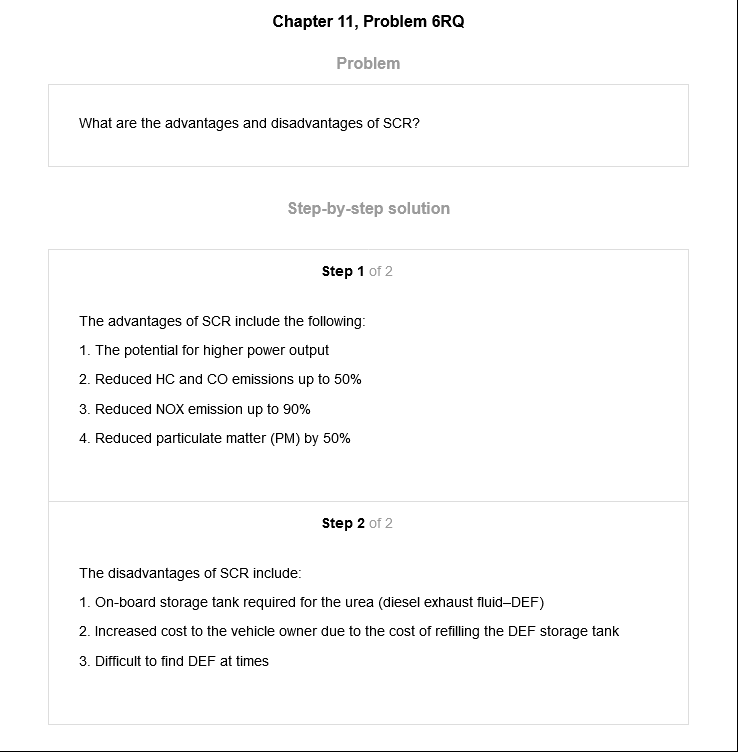 Chapter 11, Problem 6RQ
Problem
What are the advantages and disadvantages of SCR?
Step-by-step solution
Step 1 of 2
The advantages of SCR include the following:
1. The potential for higher power output
2. Reduced HC and CO emissions up to 50%
3. Reduced NOX emission up to 90%
4. Reduced particulate matter (PM) by 50%
Step 2 of 2
The disadvantages of SCR include:
1. On-board storage tank required for the urea (diesel exhaust fluid–DEF)
2. Increased cost to the vehicle owner due to the cost of refilling the DEF storage tank
3. Difficult to find DEF at times